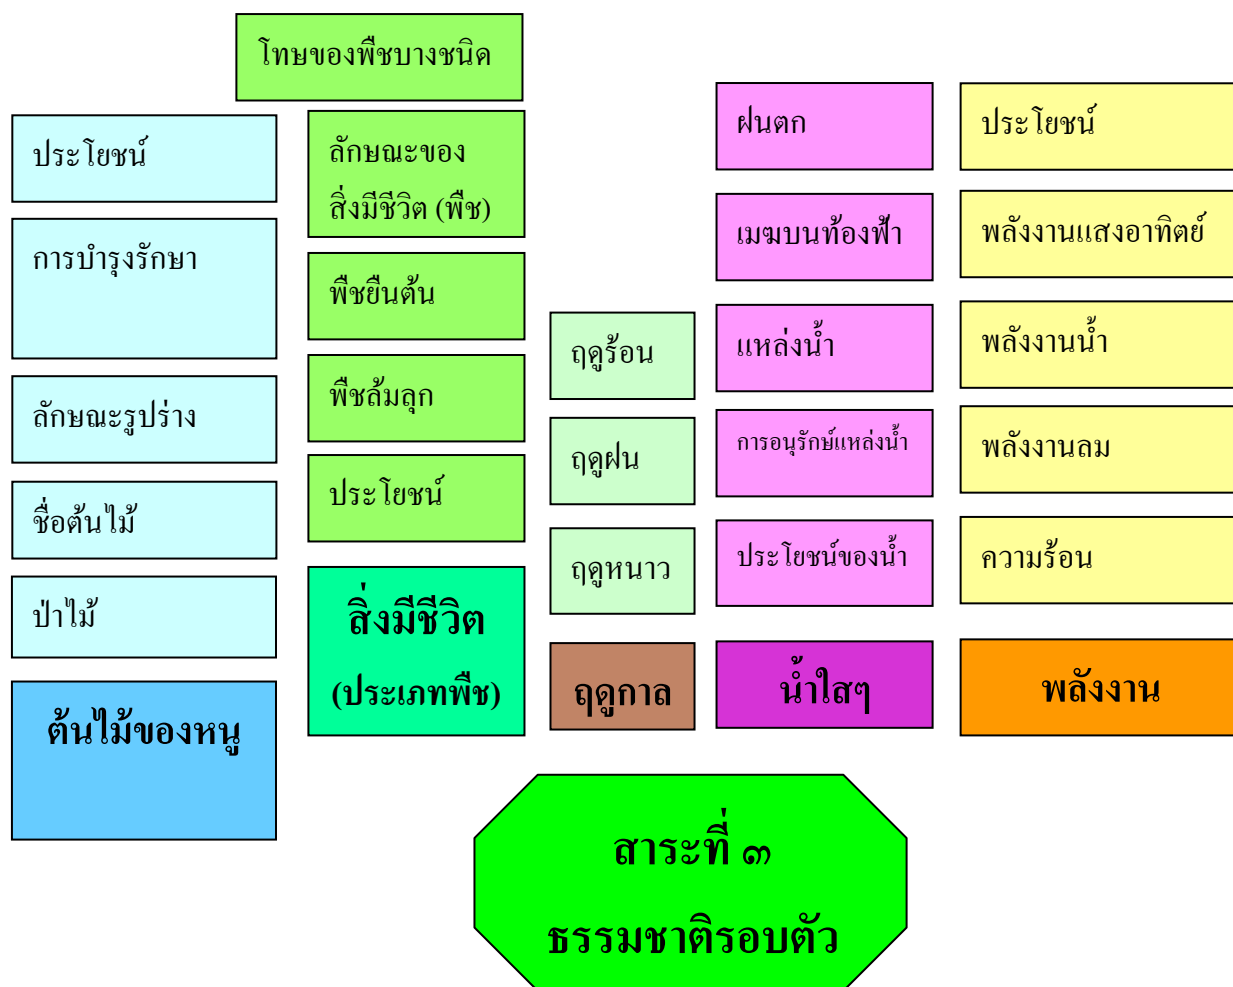 โทษของพืชบางชนิด
ประโยชน์
การบำรุงรักษา
ลักษณะรูปร่าง
ชื่อต้นไม้
ป่าไม้
ต้นไม้ของหนู
ลักษณะของ
สิ่งมีชีวิต (พืช)
พืชยืนต้น
พืชล้มลุก
ประโยชน์
สิ่งมีชีวิต
(ประเภทพืช)
ฤดูร้อน
ฤดูฝน
ฤดูหนาว
ฤดูกาล
ฝนตก
เมฆบนท้องฟ้า
แหล่งน้ำ
การอนุรักษ์แหล่งน้ำ
ประโยชน์ของน้ำ
น้ำใสๆ
ประโยชน์
พลังงานแสงอาทิตย์
พลังงานน้ำ
พลังงานลม
ความร้อน
พลังงาน
สาระที่ ๓
ธรรมชาติรอบตัว